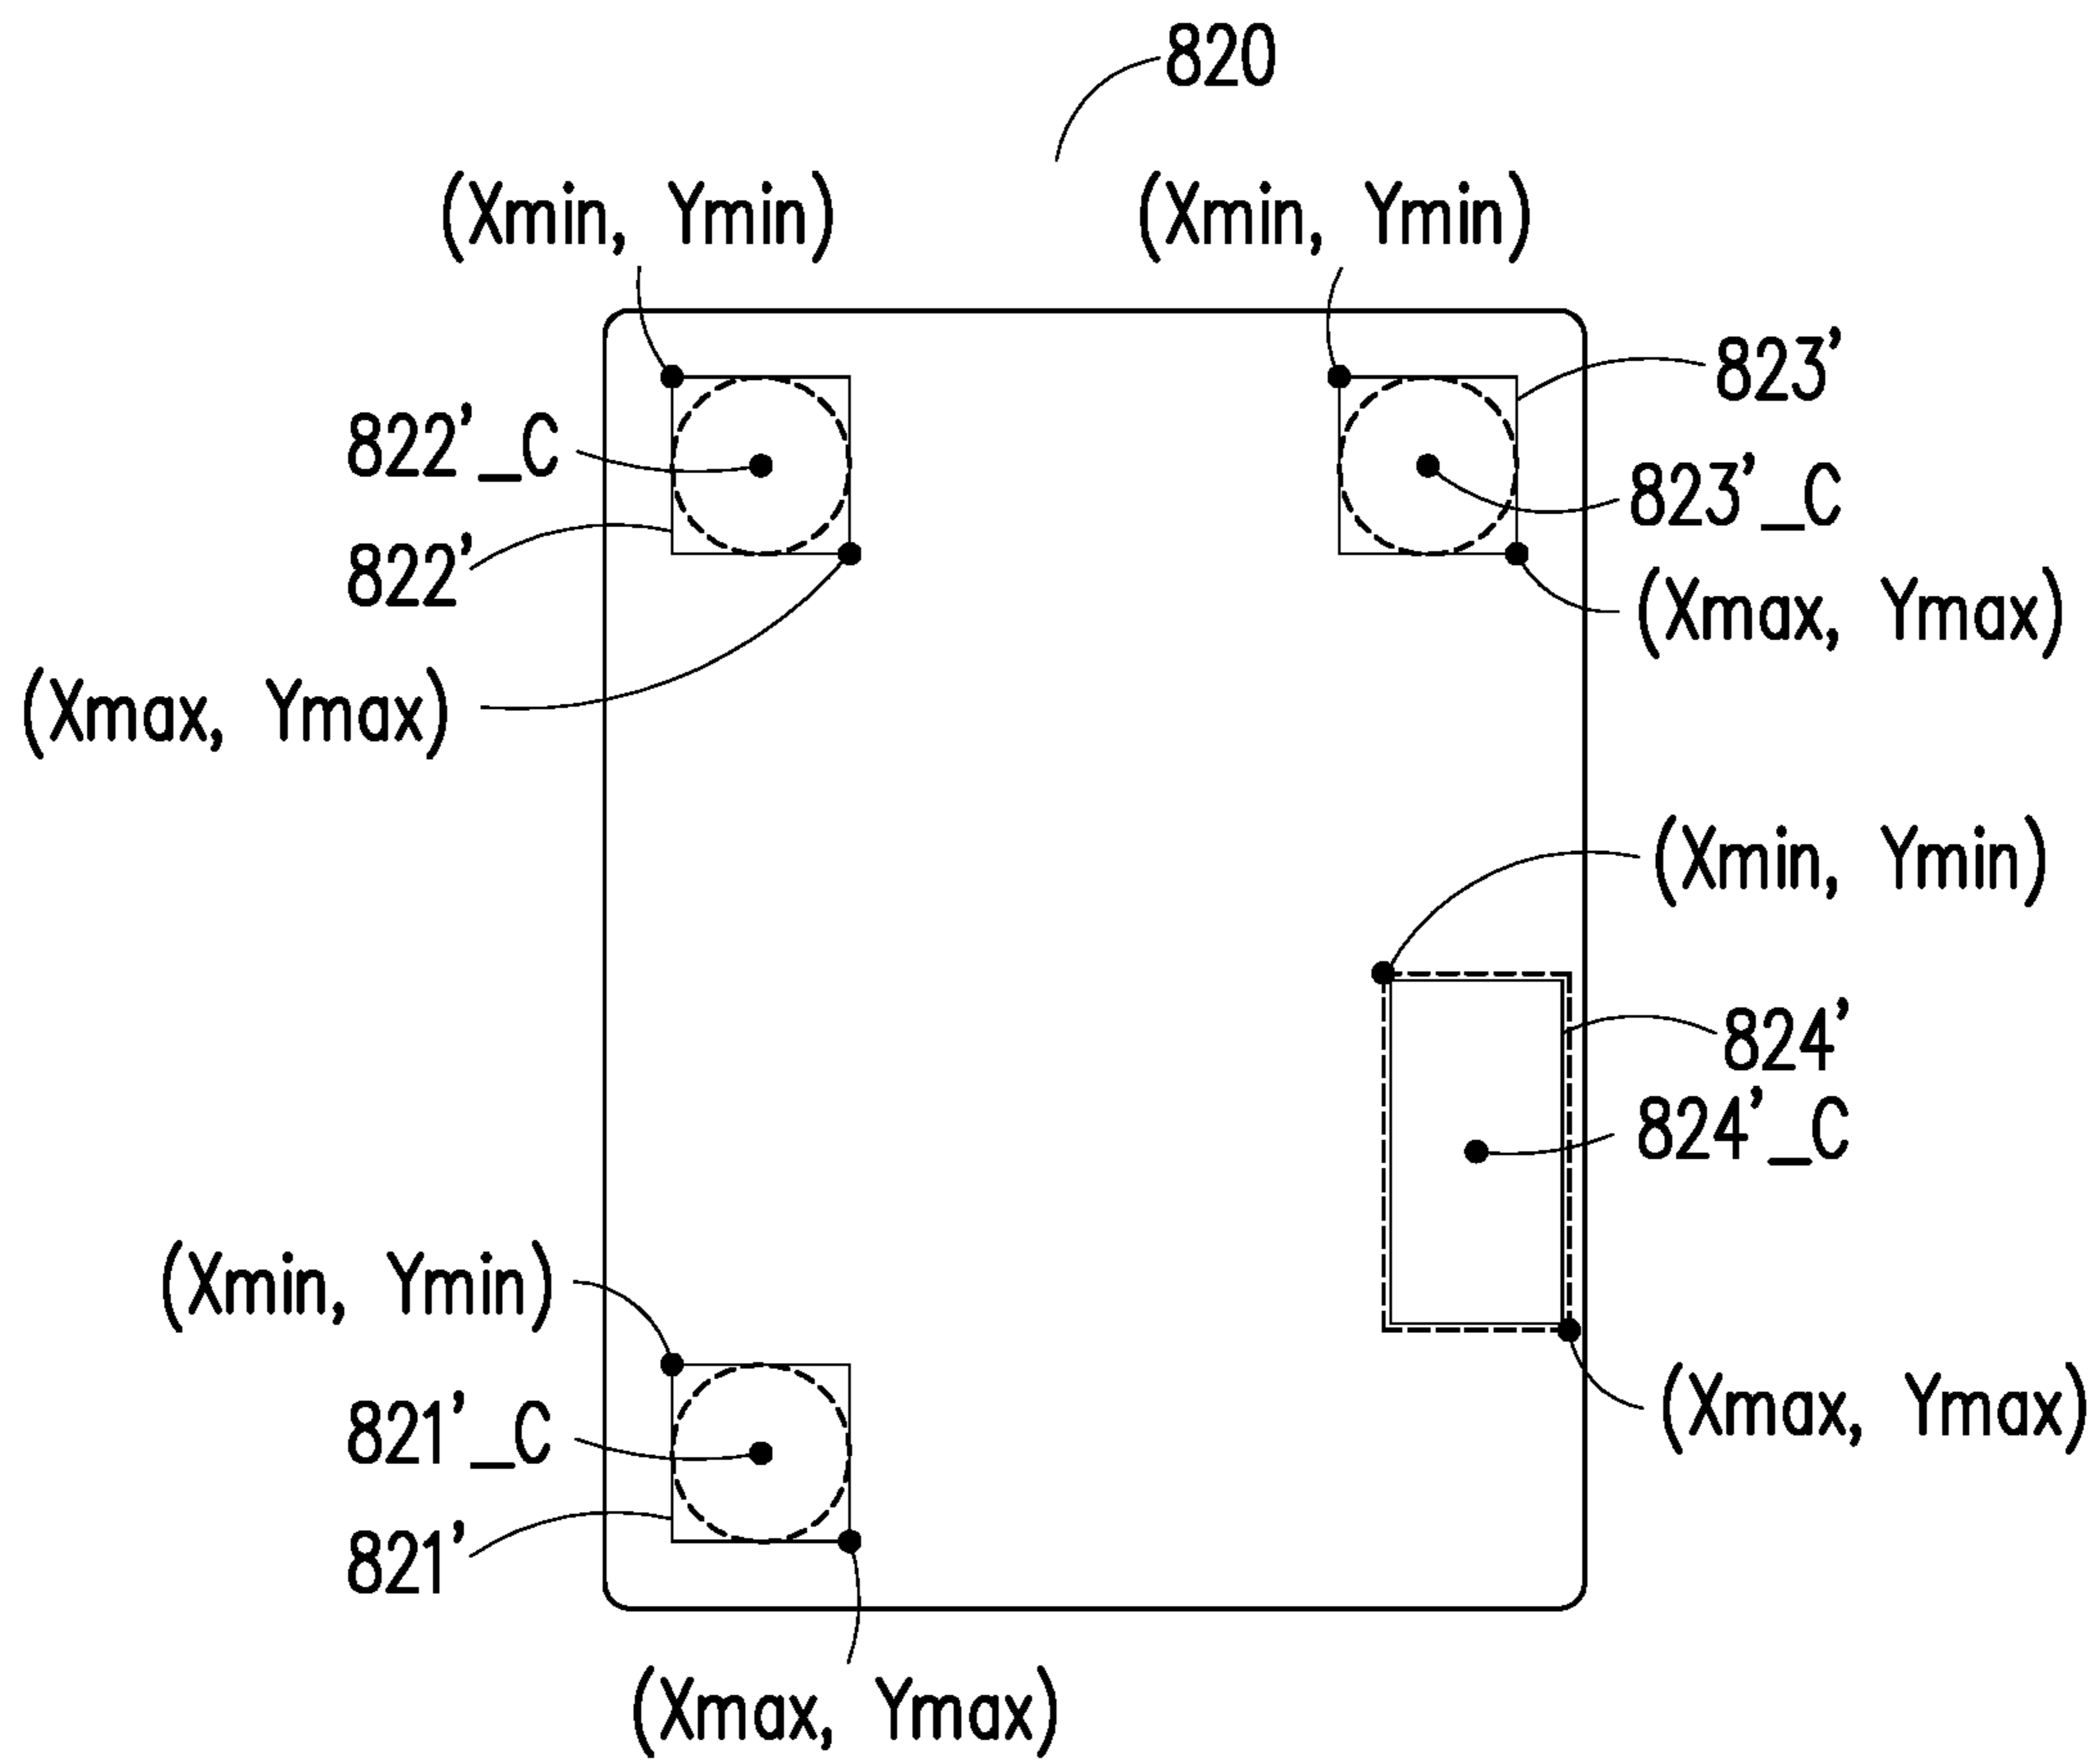 820
(Xmin, Ymin)
(Xmin, Ymin)
823'
822'_C
823'_C
822'
(Xmax, Ymax)
(Xmax, Ymax)
(Xmin, Ymin)
824'
824'_C
(Xmin, Ymin)
(Xmax, Ymax)
821'_C
821'
(Xmax, Ymax)